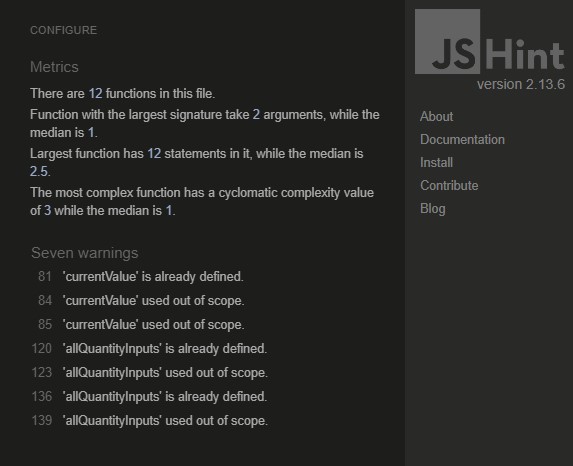 CONFIGURE
Metrics
There are 12 functions in this file.
Function with the largest signature take 2 arguments, while the
median is 1.
Largest function has 12 statements in it, while the median is
2.5.
The most complex function has a cyclomatic complexity value
of 3 while the median is 1.
Seven warnings
81 'currentValue' is already defined.
84 'currentValue' used out of scope.
85 'currentValue' used out of scope.
120 'allQuantityInputs' is already defined.
123 'allQuantityInputs' used out of scope.
136 'allQuantityInputs' is already defined.
139 'allQuantityInputs' used out of scope.
JSHint
version 2.13.6
About
Documentation
Install
Contribute
Blog